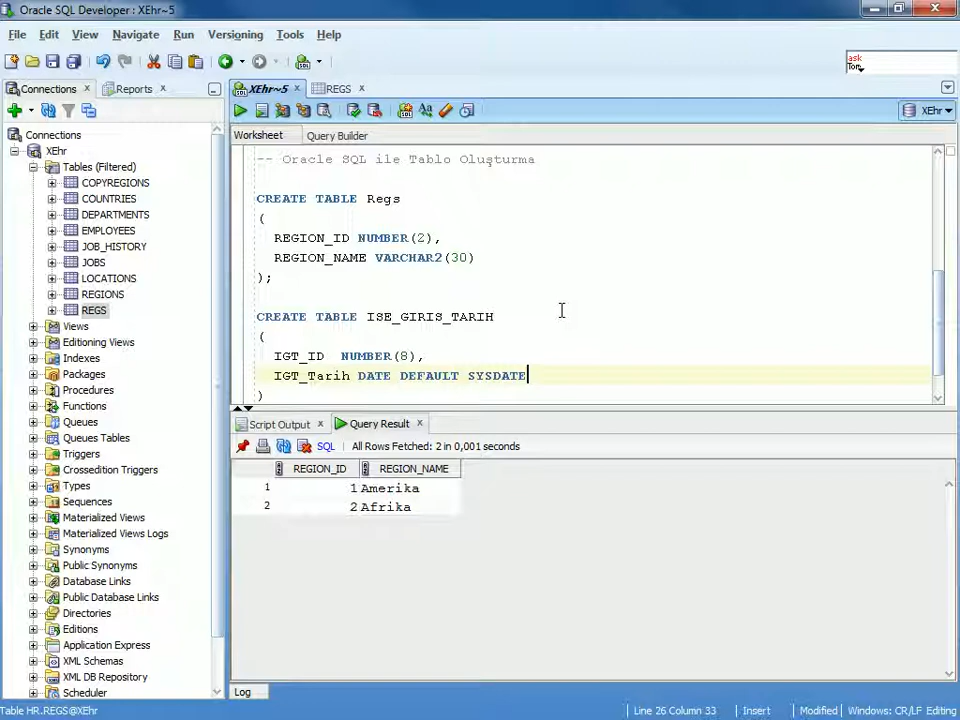 Oracle SQL Developer : XEhr~5
File Edit View Navigate Run Versioning Tools Help
ask
Tom
Connections Reports XEhr~5 REGS
XEhr
Worksheet Query Builder
Connections
XEhr
Tables (Filtered)
COPYREGIONS
COUNTRIES
DEPARTMENTS
EMPLOYEES
JOB_HISTORY
JOBS
LOCATIONS
REGIONS
REGS
Views
Editioning Views
Indexes
Packages
Procedures
Functions
Queues
Queues Tables
Triggers
Crossedition Triggers
Types
Sequences
Materialized Views
Materialized Views Logs
Synonyms
Public Synonyms
Database Links
Public Database Links
Directories
Editions
Application Express
XML Schemas
XML DB Repository
Scheduler
-- Oracle SQL ile Tablo Oluşturma
CREATE TABLE Regs
(
REGION_ID NUMBER(2),
REGION_NAME VARCHAR2(30)
);
CREATE TABLE ISE_GIRIS_TARIH
(
IGT_ID NUMBER(8),
IGT_Tarih DATE DEFAULT SYSDATE
)
Script Output Query Result
SQL All Rows Fetched: 2 in 0,001 seconds
REGION_ID REGION_NAME
1 1 Amerika
2 2 Afrika
Log
Table HR.REGS@XEhr Line 26 Column 33 Insert Modified Windows: CR/LF Editing